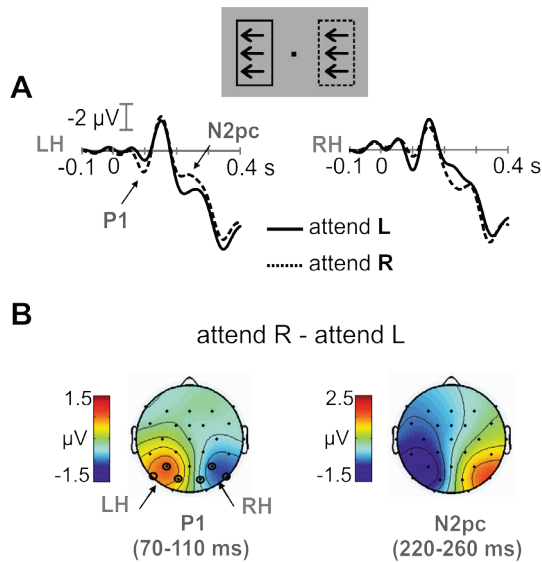 A
-2 µV
LH
N2pc
RH
-0.1 0 0.4 s
-0.1 0 0.4 s
P1
attend L
attend R
B
attend R - attend L
1.5
µV
-1.5
2.5
µV
-1.5
LH
RH
P1
(70-110 ms)
N2pc
(220-260 ms)